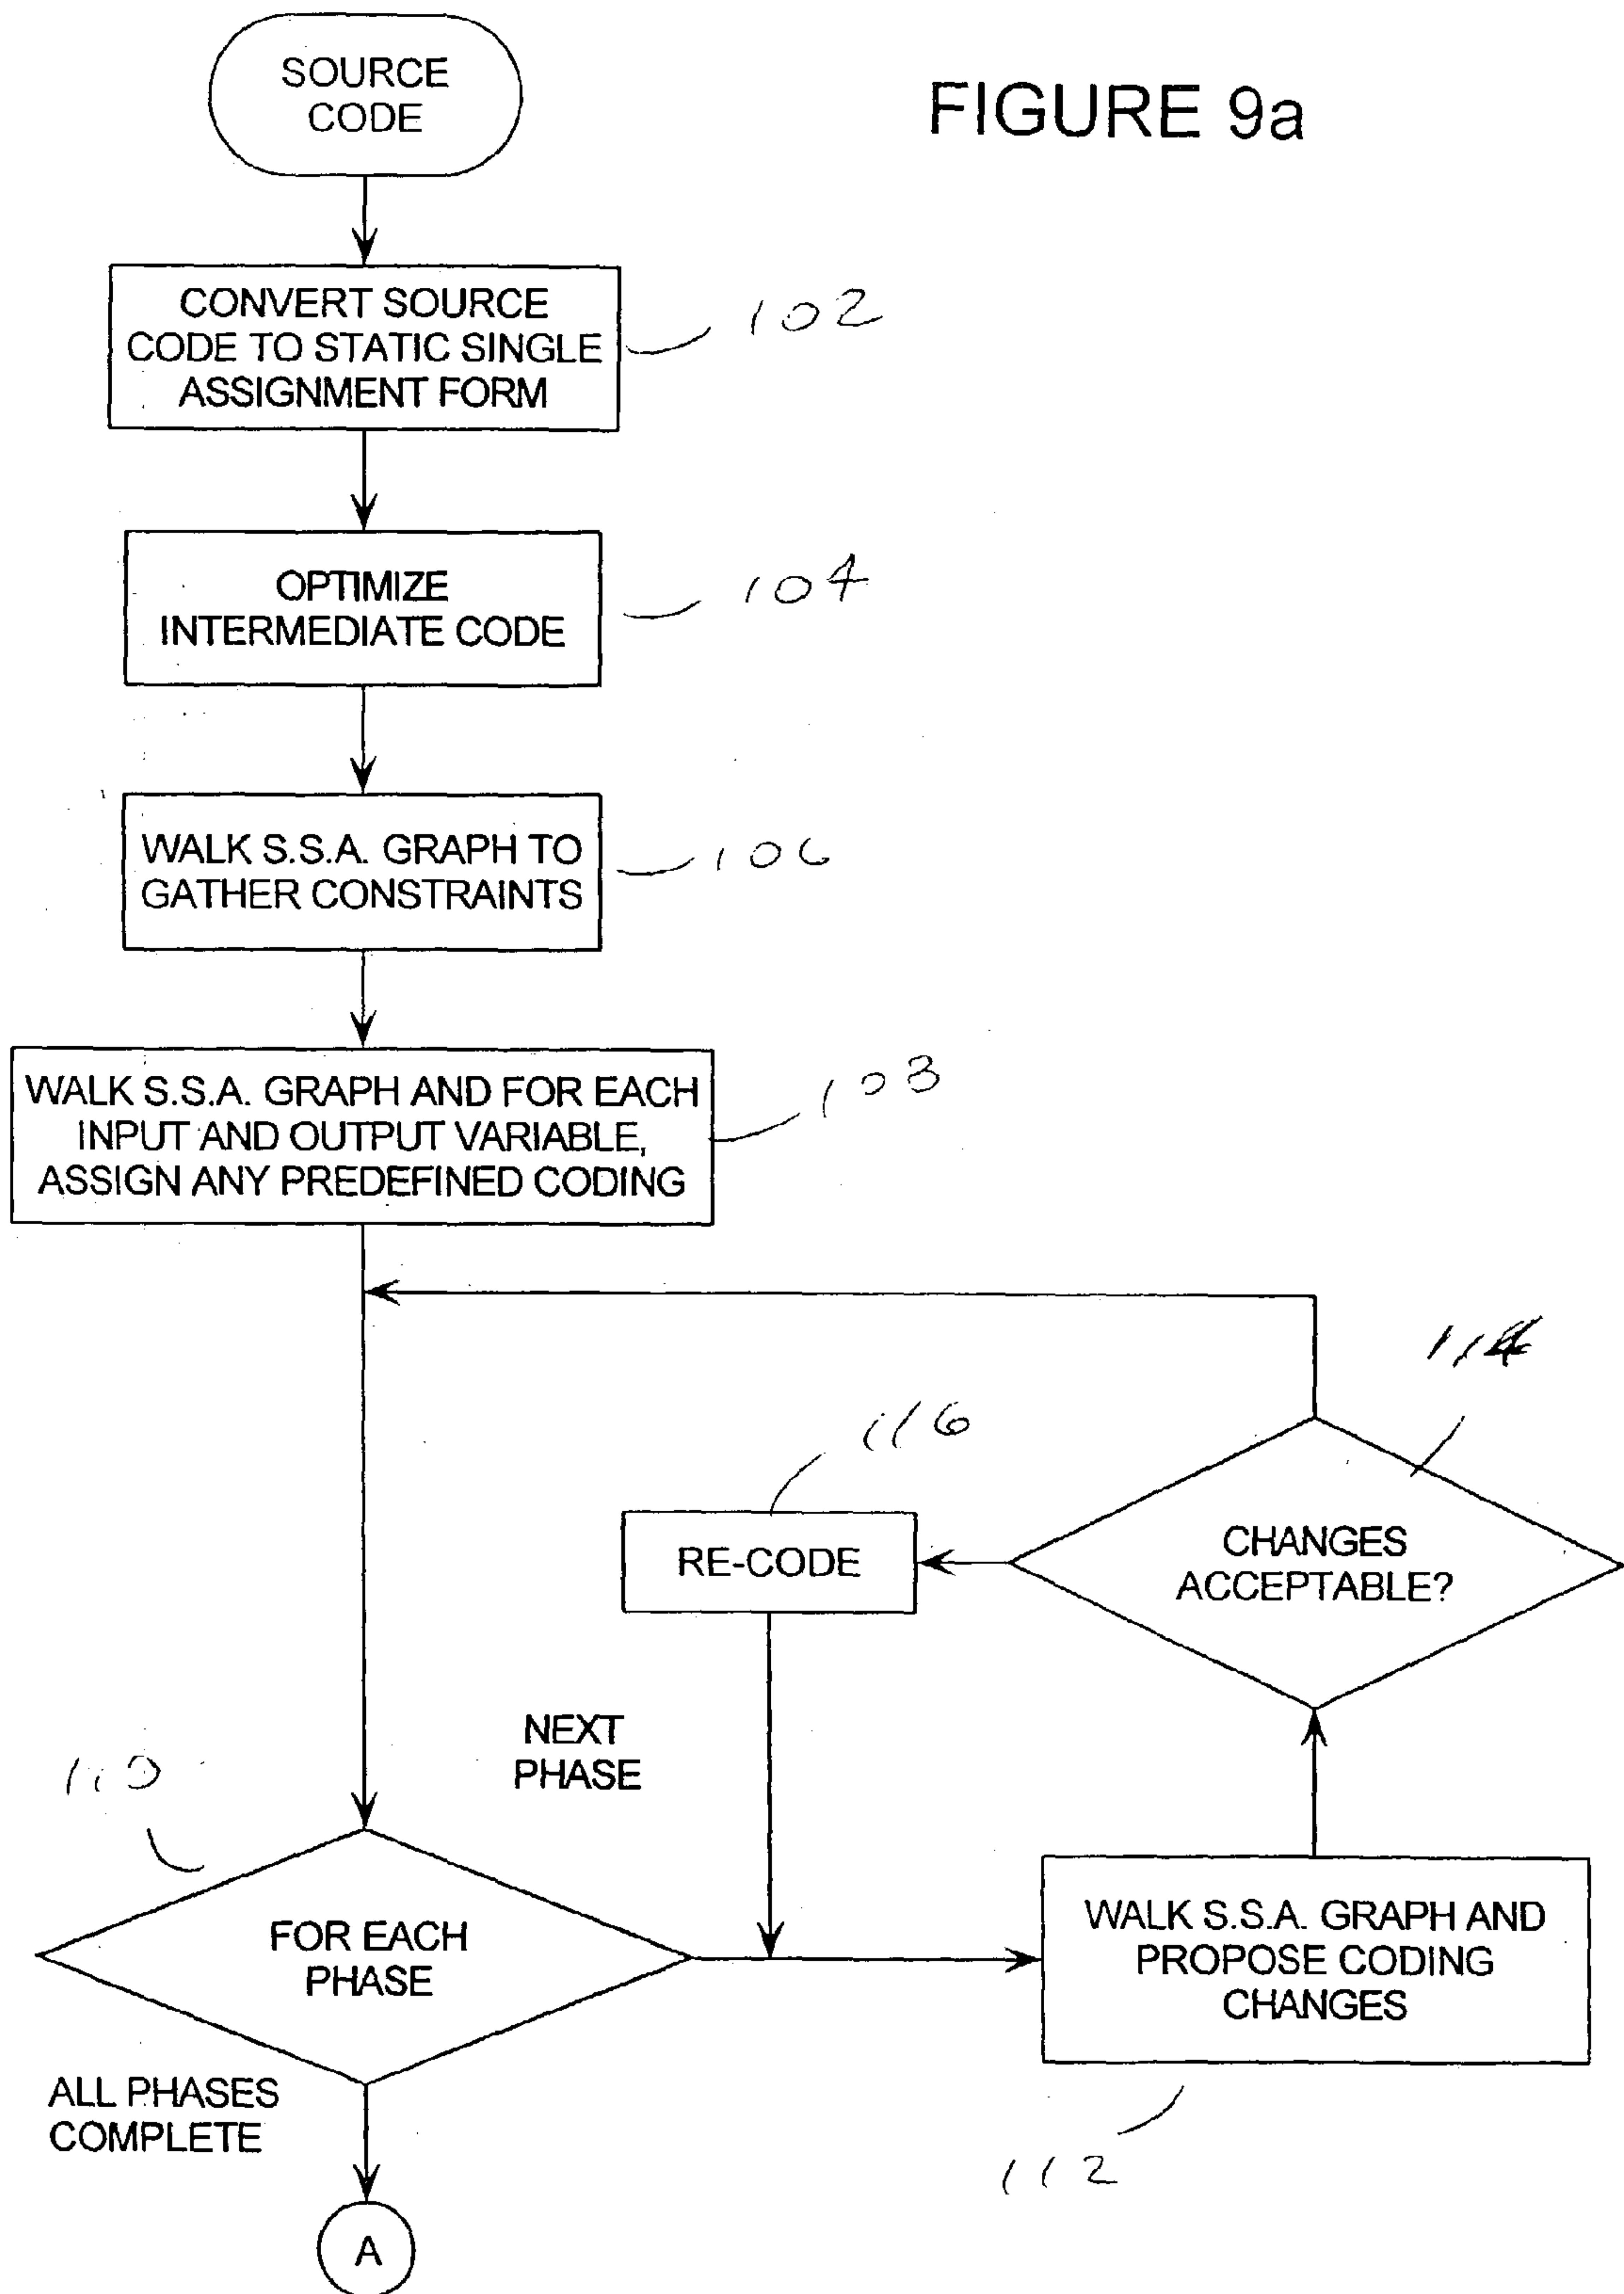 SOURCE
CODE
FIGURE 9a
CONVERT SOURCE
CODE TO STATIC SINGLE
ASSIGNMENT FORM
102
OPTIMIZE
INTERMEDIATE CODE
104
WALK S.S.A. GRAPH TO
GATHER CONSTRAINTS
106
WALK S.S.A. GRAPH AND FOR EACH
INPUT AND OUTPUT VARIABLE,
ASSIGN ANY PREDEFINED CODING
108
114
116
RE-CODE
CHANGES
ACCEPTABLE?
NEXT
PHASE
110
FOR EACH
PHASE
WALK S.S.A. GRAPH AND
PROPOSE CODING
CHANGES
ALL PHASES
COMPLETE
112
A